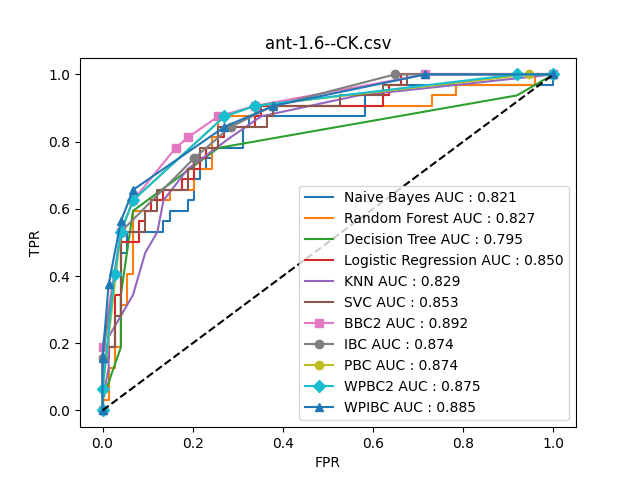 ant-1.6--CK.csv
1.0
0.8
0.6
0.4
0.2
0.0
TPR
Naive Bayes AUC : 0.821
Random Forest AUC : 0.827
Decision Tree AUC : 0.795
Logistic Regression AUC : 0.850
KNN AUC : 0.829
SVC AUC : 0.853
BBC2 AUC : 0.892
IBC AUC : 0.874
PBC AUC : 0.874
WPBC2 AUC : 0.875
WPIBC AUC : 0.885
0.0 0.2 0.4 0.6 0.8 1.0
FPR